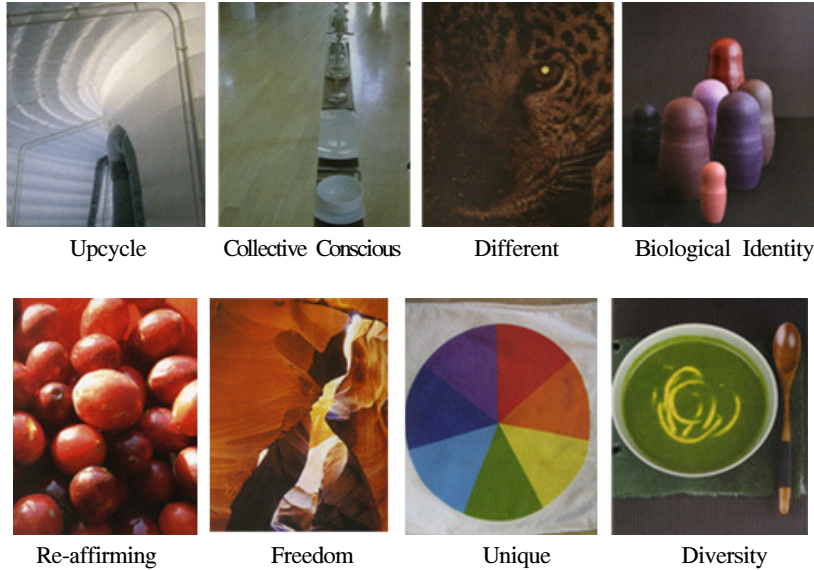 Upcycle
Collective Conscious
Different
Biological Identity
Re-affirming
Freedom
Unique
Diversity